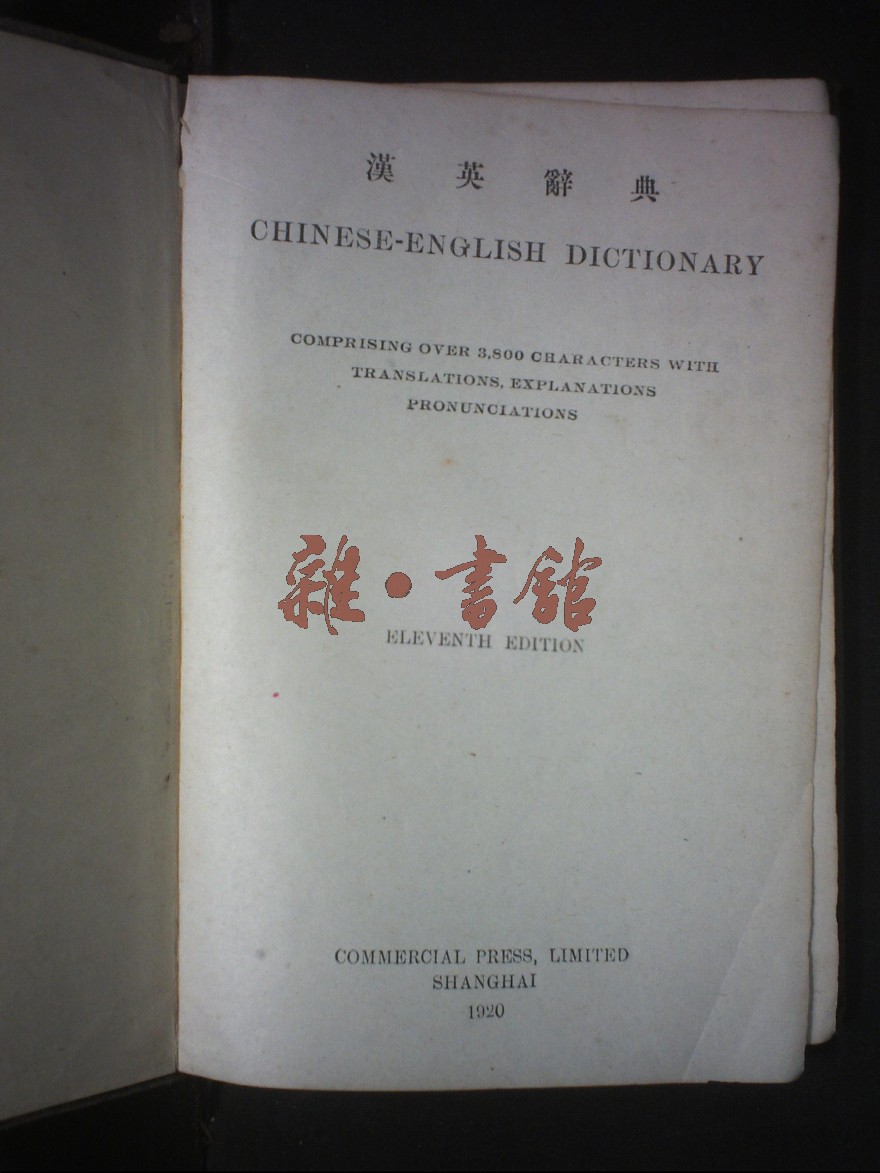 漢英辭典
CHINESE-ENGLISH DICTIONARY
COMPRISING OVER 3,800 CHARACTERS WITH
TRANSLATIONS, EXPLANATIONS
PRONUNCIATIONS
雜·書館
ELEVENTH EDITION
COMMERCIAL PRESS, LIMITED
SHANGHAI
1920